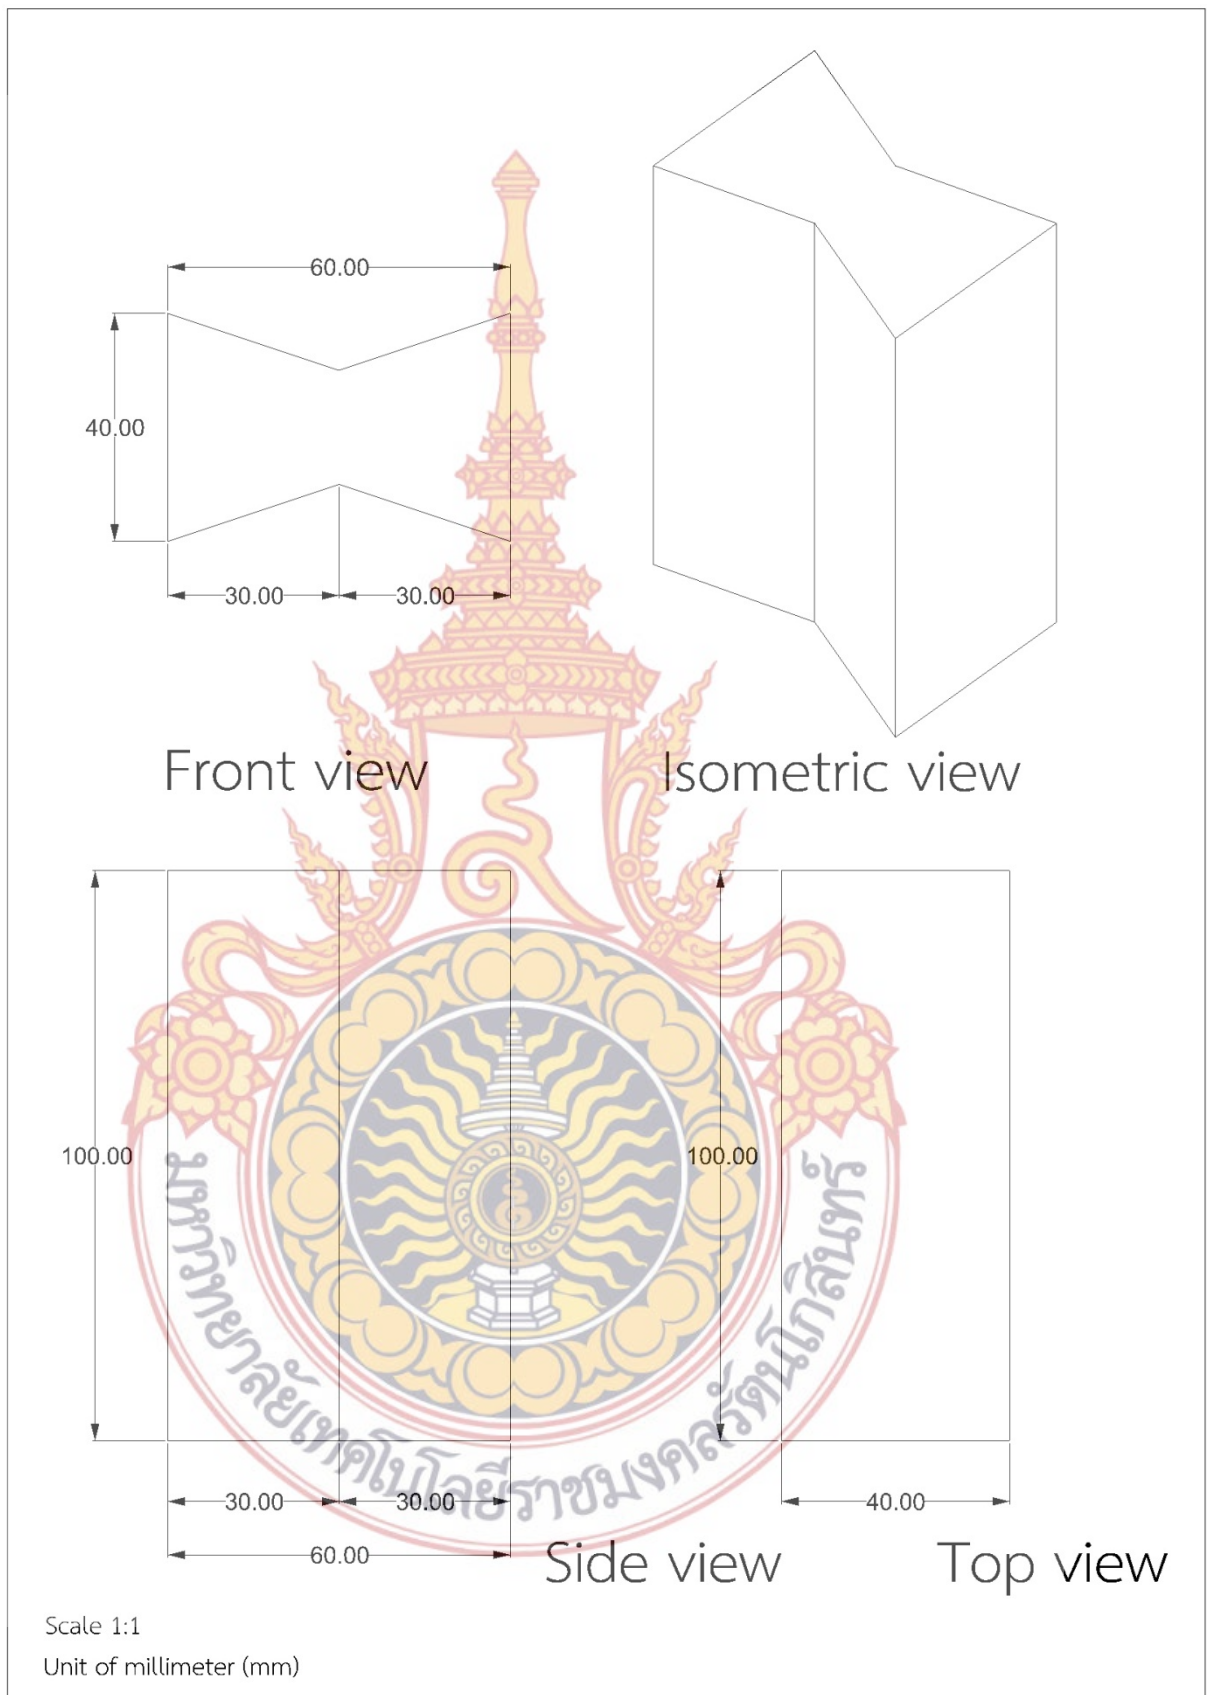 60.00
40.00
30.00 30.00
Front view Isometric view
100.00 100.00
มหาวิทยาลัยเทคโนโลยีราชมงคลรัตนโกสินทร์
30.00 30.00 40.00
60.00
Side view Top view
Scale 1:1
Unit of millimeter (mm)